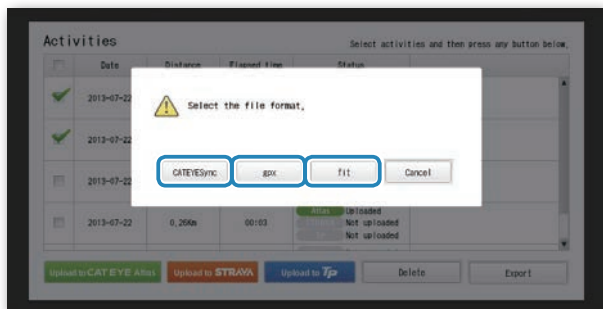 Activities
Select activities and then press any button below.
Date Distance Elapsed time Status
2013-07-22
Select the file format.
2013-07-22
CATEYESync gpx fit Cancel
2013-07-22
Atlas Uploaded
2013-07-22 0.26Km 00:03 Not uploaded
Tp Not uploaded
Upload to CATEYE Atlas Upload to STRAVA Upload to Tp Delete Export